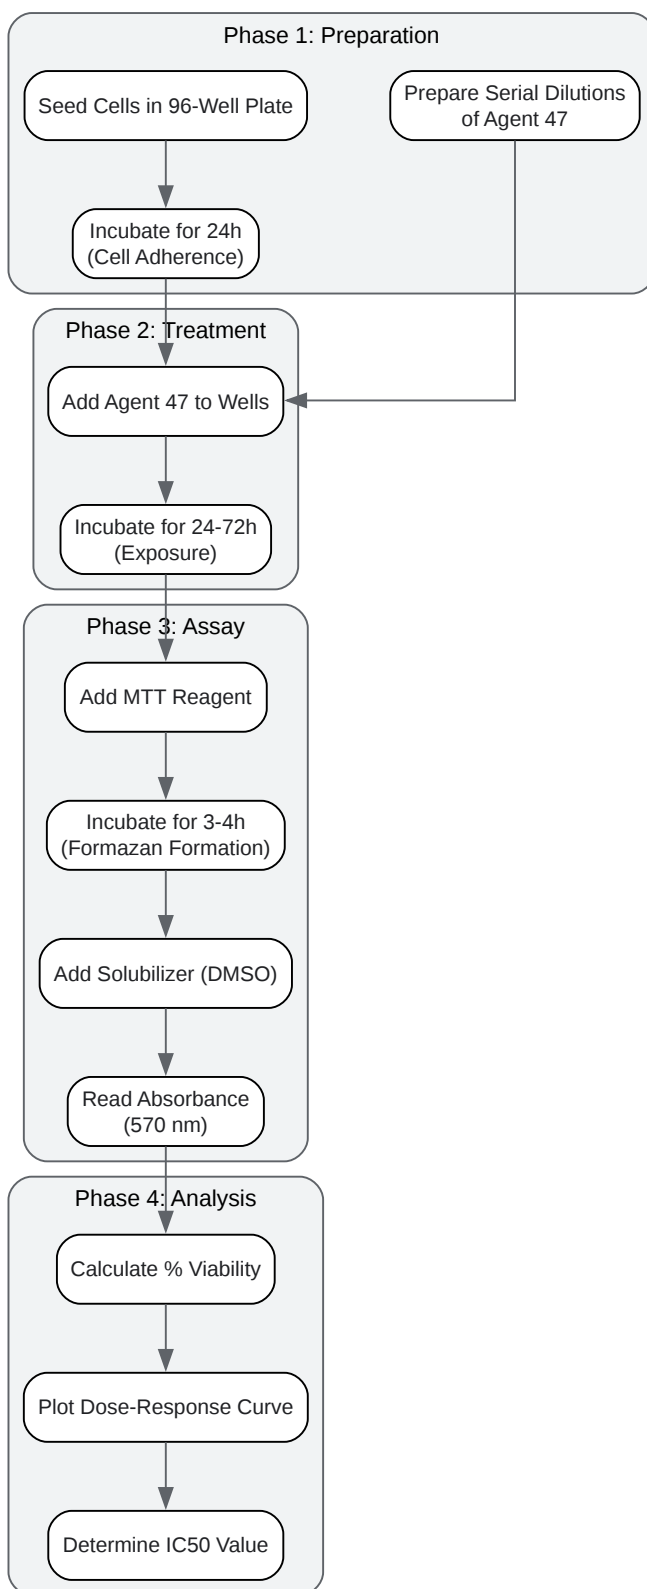 Phase 1: Preparation
Seed Cells in 96-Well Plate
Prepare Serial Dilutions
of Agent 47
Incubate for 24h
(Cell Adherence)
Phase 2: Treatment
Add Agent 47 to Wells
Incubate for 24-72h
(Exposure)
Phase 3: Assay
Add MTT Reagent
Incubate for 3-4h
(Formazan Formation)
Add Solubilizer (DMSO)
Read Absorbance
(570 nm)
Phase 4: Analysis
Calculate % Viability
Plot Dose-Response Curve
Determine IC50 Value